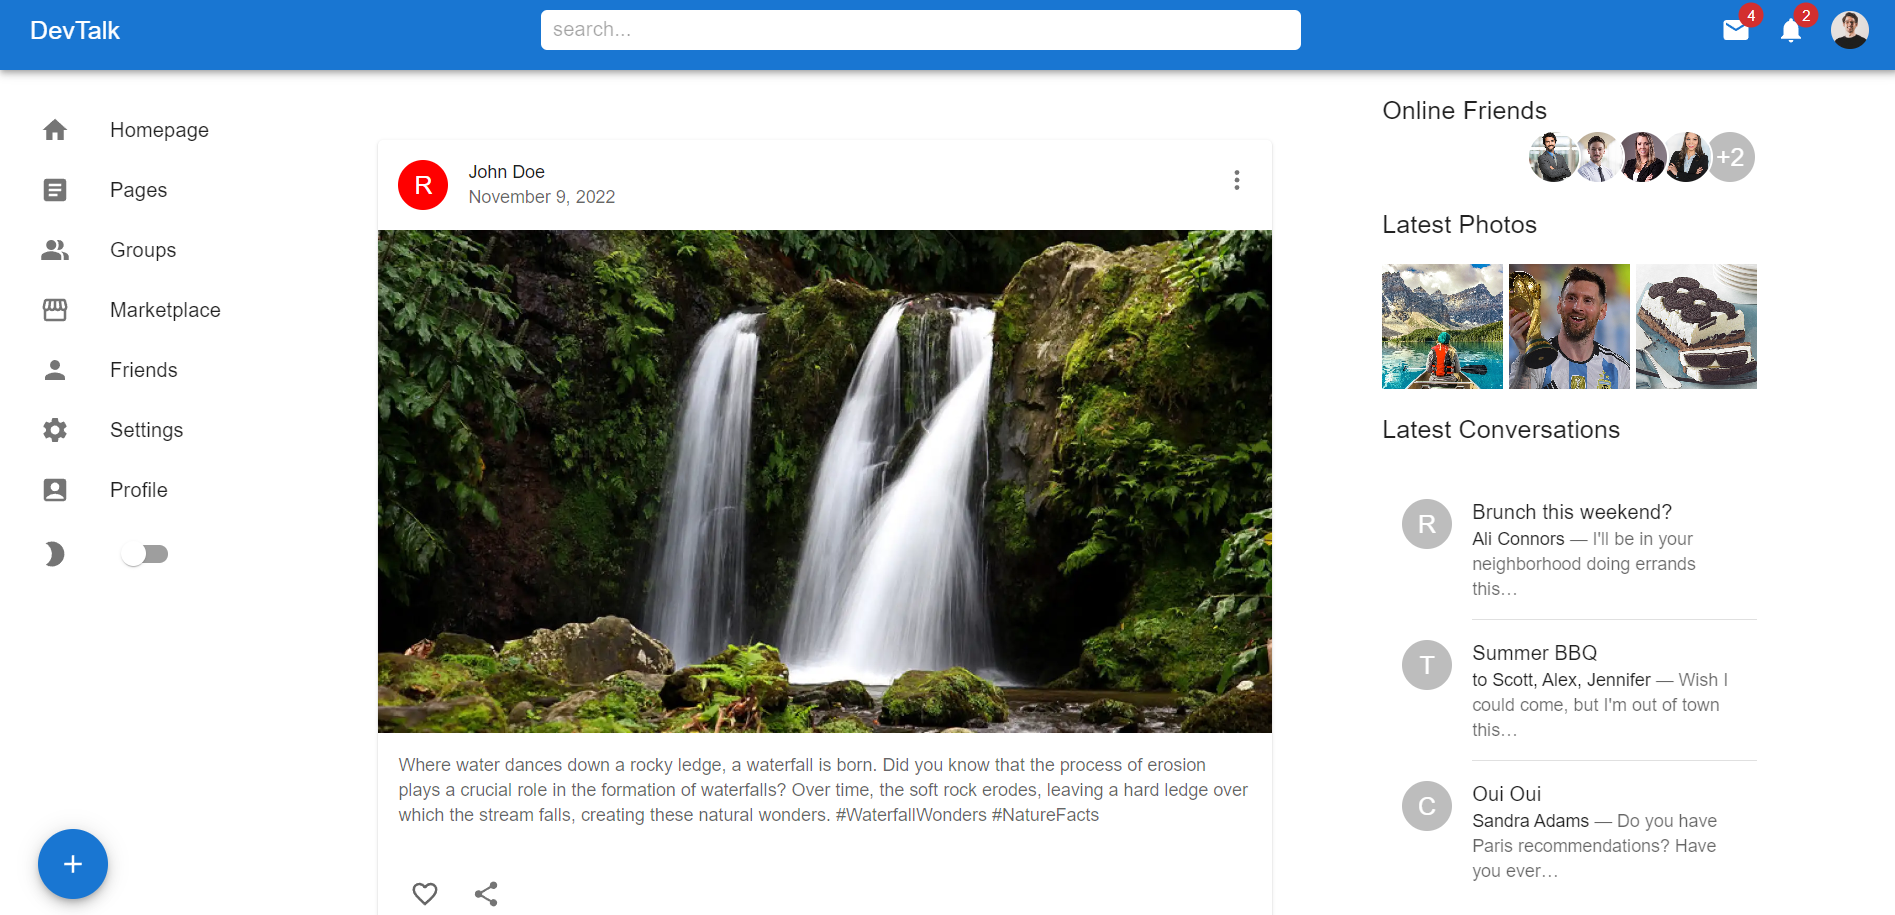 DevTalk
search...
4
2
Homepage
Pages
Groups
Marketplace
Friends
Settings
Profile
R
John Doe
November 9, 2022
Where water dances down a rocky ledge, a waterfall is born. Did you know that the process of erosion
plays a crucial role in the formation of waterfalls? Over time, the soft rock erodes, leaving a hard ledge over
which the stream falls, creating these natural wonders. #WaterfallWonders #NatureFacts
Online Friends
+2
Latest Photos
Latest Conversations
R
Brunch this weekend?
Ali Connors — I'll be in your
neighborhood doing errands
this…
T
Summer BBQ
to Scott, Alex, Jennifer — Wish I
could come, but I'm out of town
this…
C
Oui Oui
Sandra Adams — Do you have
Paris recommendations? Have
you ever…